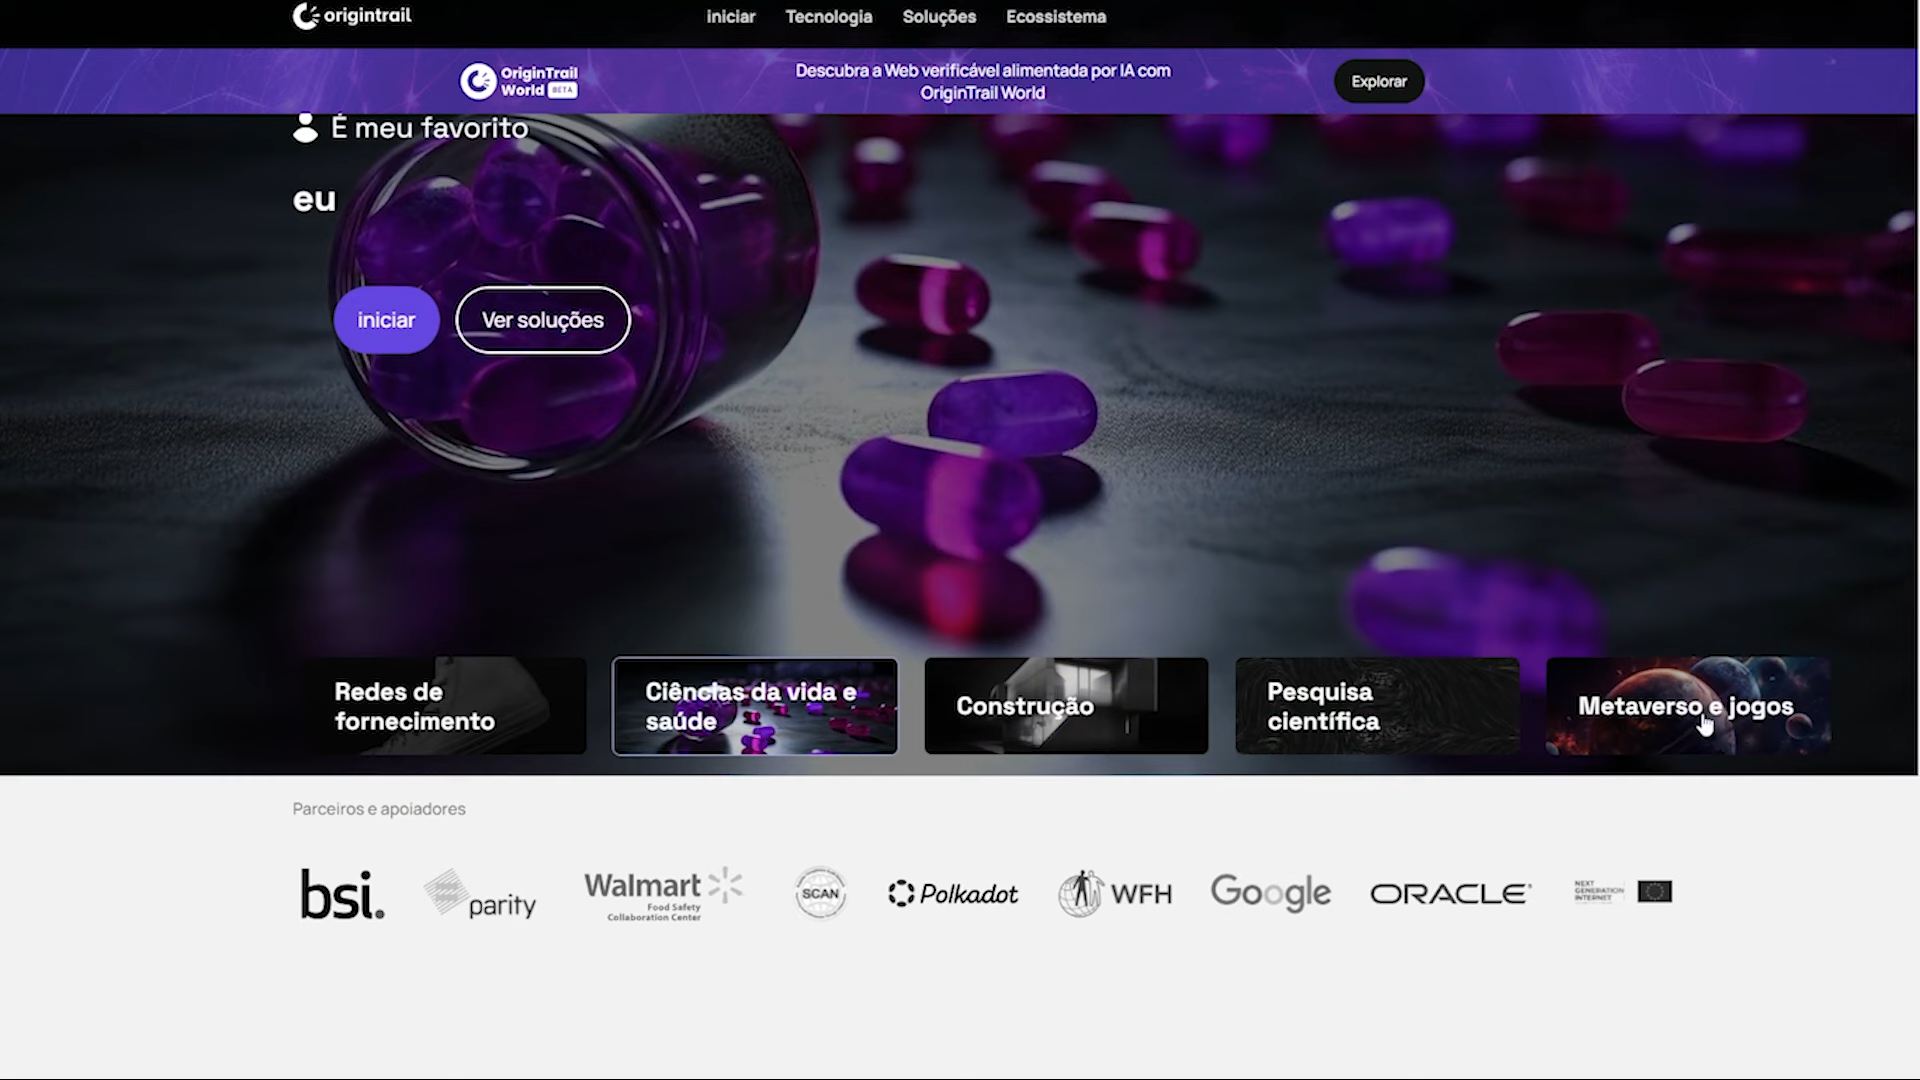 origintrail
iniciar Tecnologia Soluções Ecossistema
OriginTrail
World BETA
Descubra a Web verificável alimentada por IA com
OriginTrail World
Explorar
É meu favorito
eu
iniciar Ver soluções
Redes de
fornecimento
Ciências da vida e
saúde
Construção
Pesquisa
científica
Metaverso e jogos
Parceiros e apoiadores
bsi.
parity
Walmart
Food Safety
Collaboration Center
SCAN
Polkadot
WFH
Google
ORACLE
NEXT
GENERATION
INTERNET